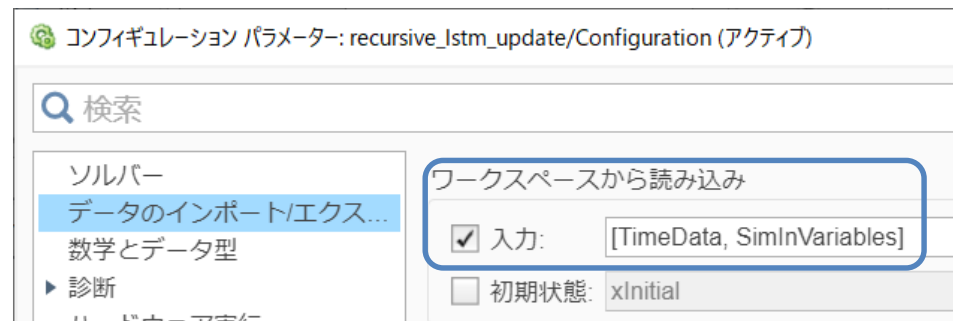 コンフィギュレーション パラメーター: recursive_lstm_update/Configuration (アクティブ)
検索
ソルバー
データのインポート/エクス...
数学とデータ型
診断
ワークスペースから読み込み
入力: [TimeData, SimInVariables]
初期状態: xInitial